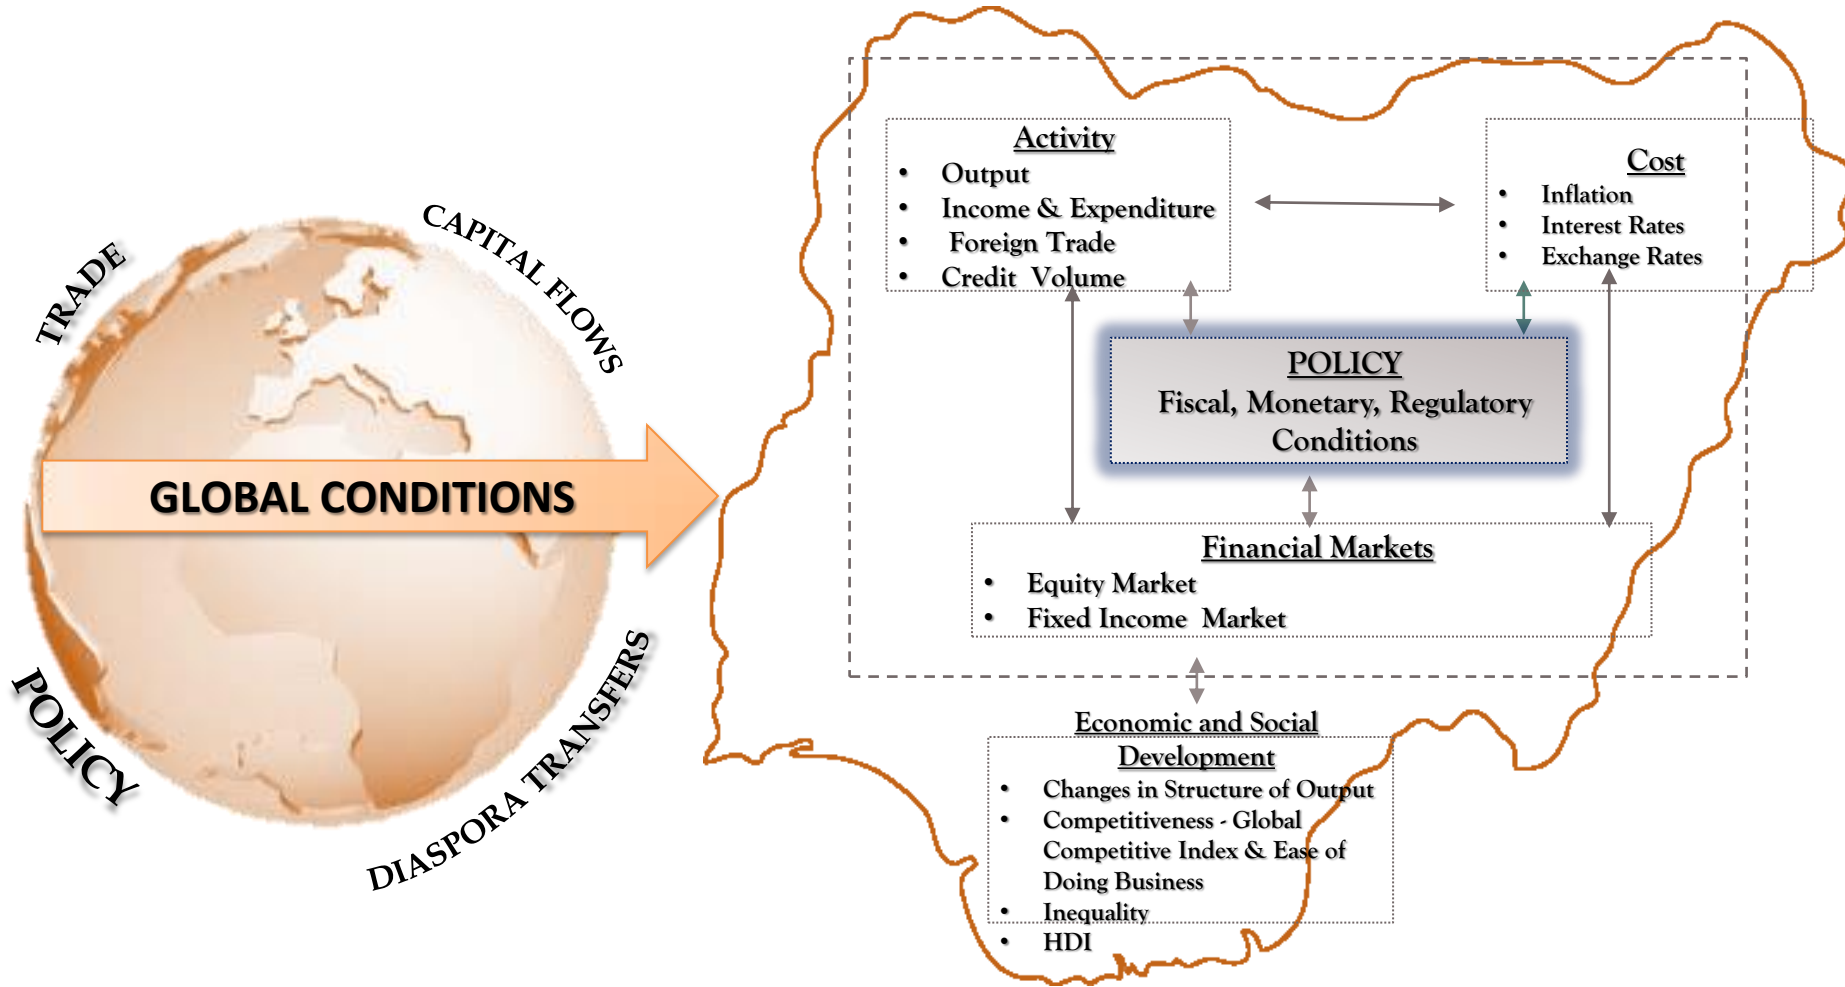 TRADE
CAPITAL FLOWS
GLOBAL CONDITIONS
POLICY
DIASPORA TRANSFERS
Activity
• Output
• Income & Expenditure
• Foreign Trade
• Credit Volume
Cost
• Inflation
• Interest Rates
• Exchange Rates
POLICY
Fiscal, Monetary, Regulatory
Conditions
Financial Markets
• Equity Market
• Fixed Income Market
Economic and Social
Development
• Changes in Structure of Output
• Competitiveness - Global
Competitive Index & Ease of
Doing Business
• Inequality
• HDI